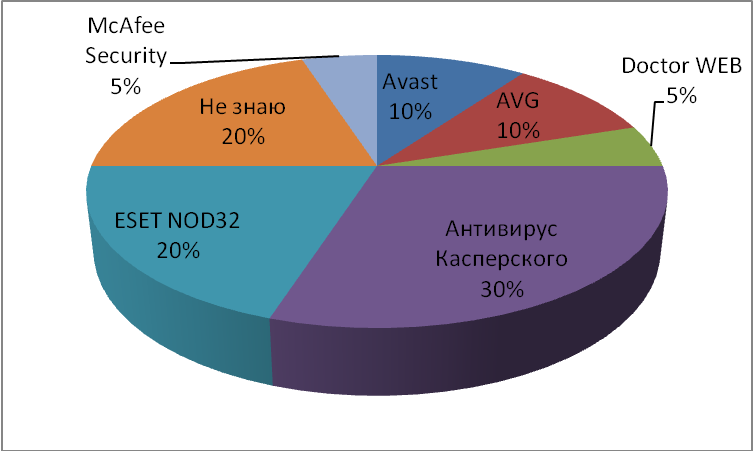 McAfee
Security
5%
Avast
10%
AVG
10%
Doctor WEB
5%
Не знаю
20%
ESET NOD32
20%
Антивирус
Касперского
30%